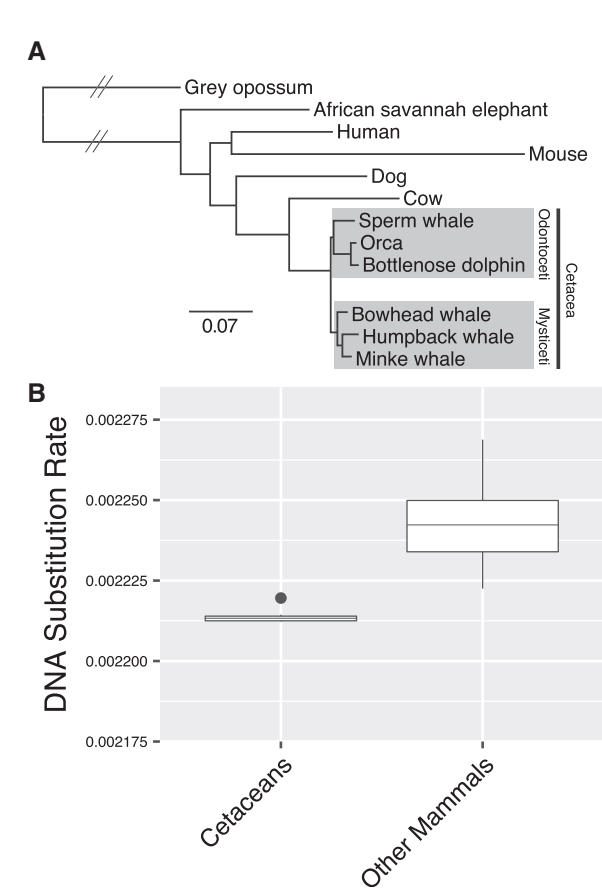 A
Grey opossum
African savannah elephant
Human
Mouse
Dog
Cow
Sperm whale
Orca
Bottlenose dolphin
Odontoceti
Bowhead whale
Humpback whale
Minke whale
Mysticeti
Cetacea
0.07
B
DNA Substitution Rate
0.002275
0.002250
0.002225
0.002200
0.002175
Cetaceans
Other Mammals